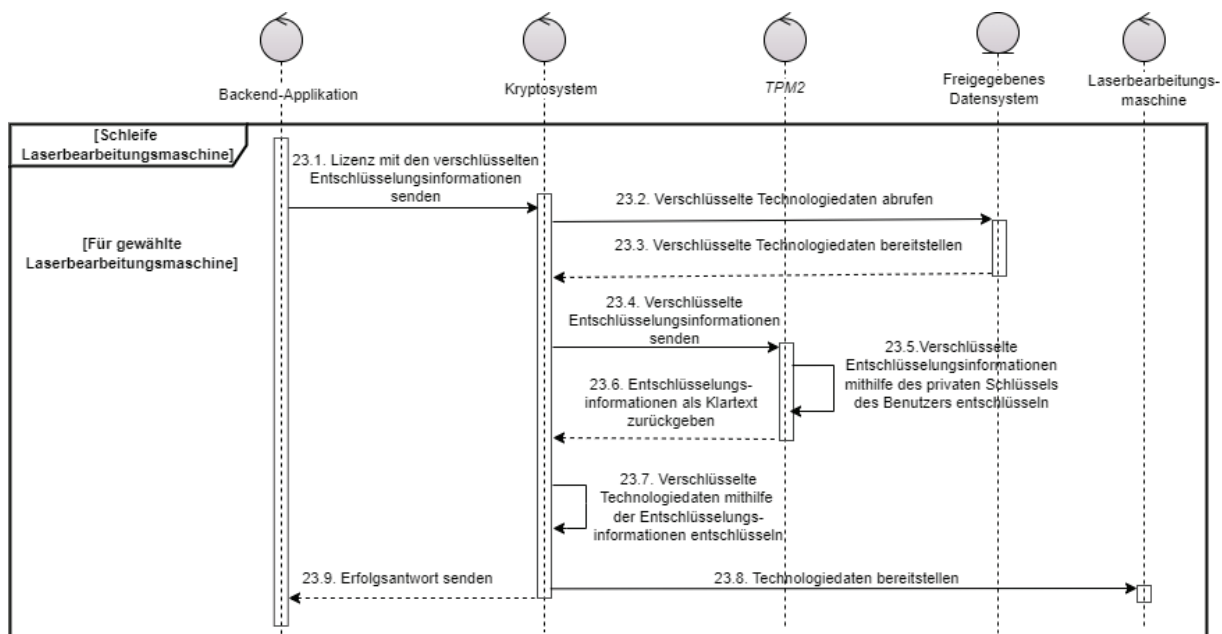 Backend-Applikation
Kryptosystem
TPM2
Freigegebenes
Datensystem
Laserbearbeitungs-
maschine
[Schleife
Laserbearbeitungsmaschine]
23.1. Lizenz mit den verschlüsselten
Entschlüsselungsinformationen
senden
23.2. Verschlüsselte Technologiedaten abrufen
[Für gewählte
Laserbearbeitungsmaschine]
23.3. Verschlüsselte Technologiedaten bereitstellen
23.4. Verschlüsselte
Entschlüsselungsinformationen
senden
23.5.Verschlüsselte
Entschlüsselungsinformationen
mithilfe des privaten Schlüssels
des Benutzers entschlüseln
23.6. Entschlüsselungs-
informationen als Klartext
zurückgeben
23.7. Verschlüsselte
Technologiedaten mithilfe
der Entschlüsselungs-
informationen entschlüseln
23.9. Erfolgsantwort senden
23.8. Technologiedaten bereitstellen